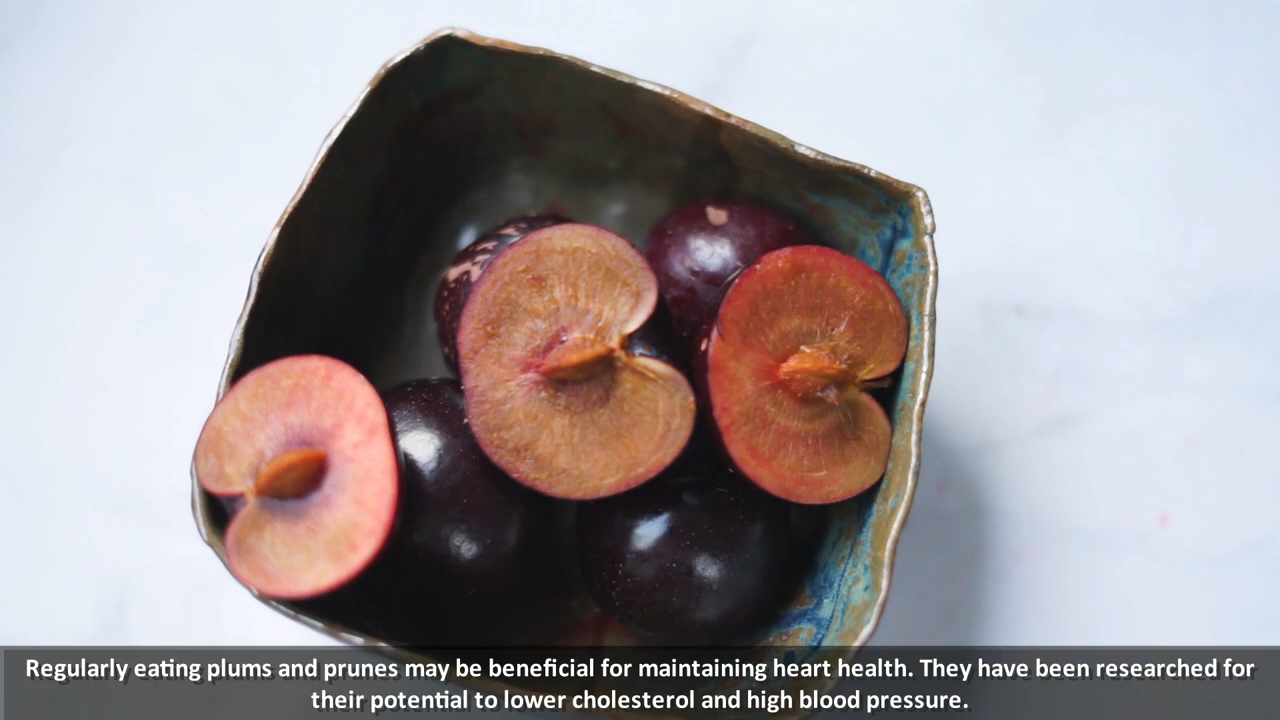 Regularly eating plums and prunes may be beneficial for maintaining heart health. They have been researched for
their potential to lower cholesterol and high blood pressure.